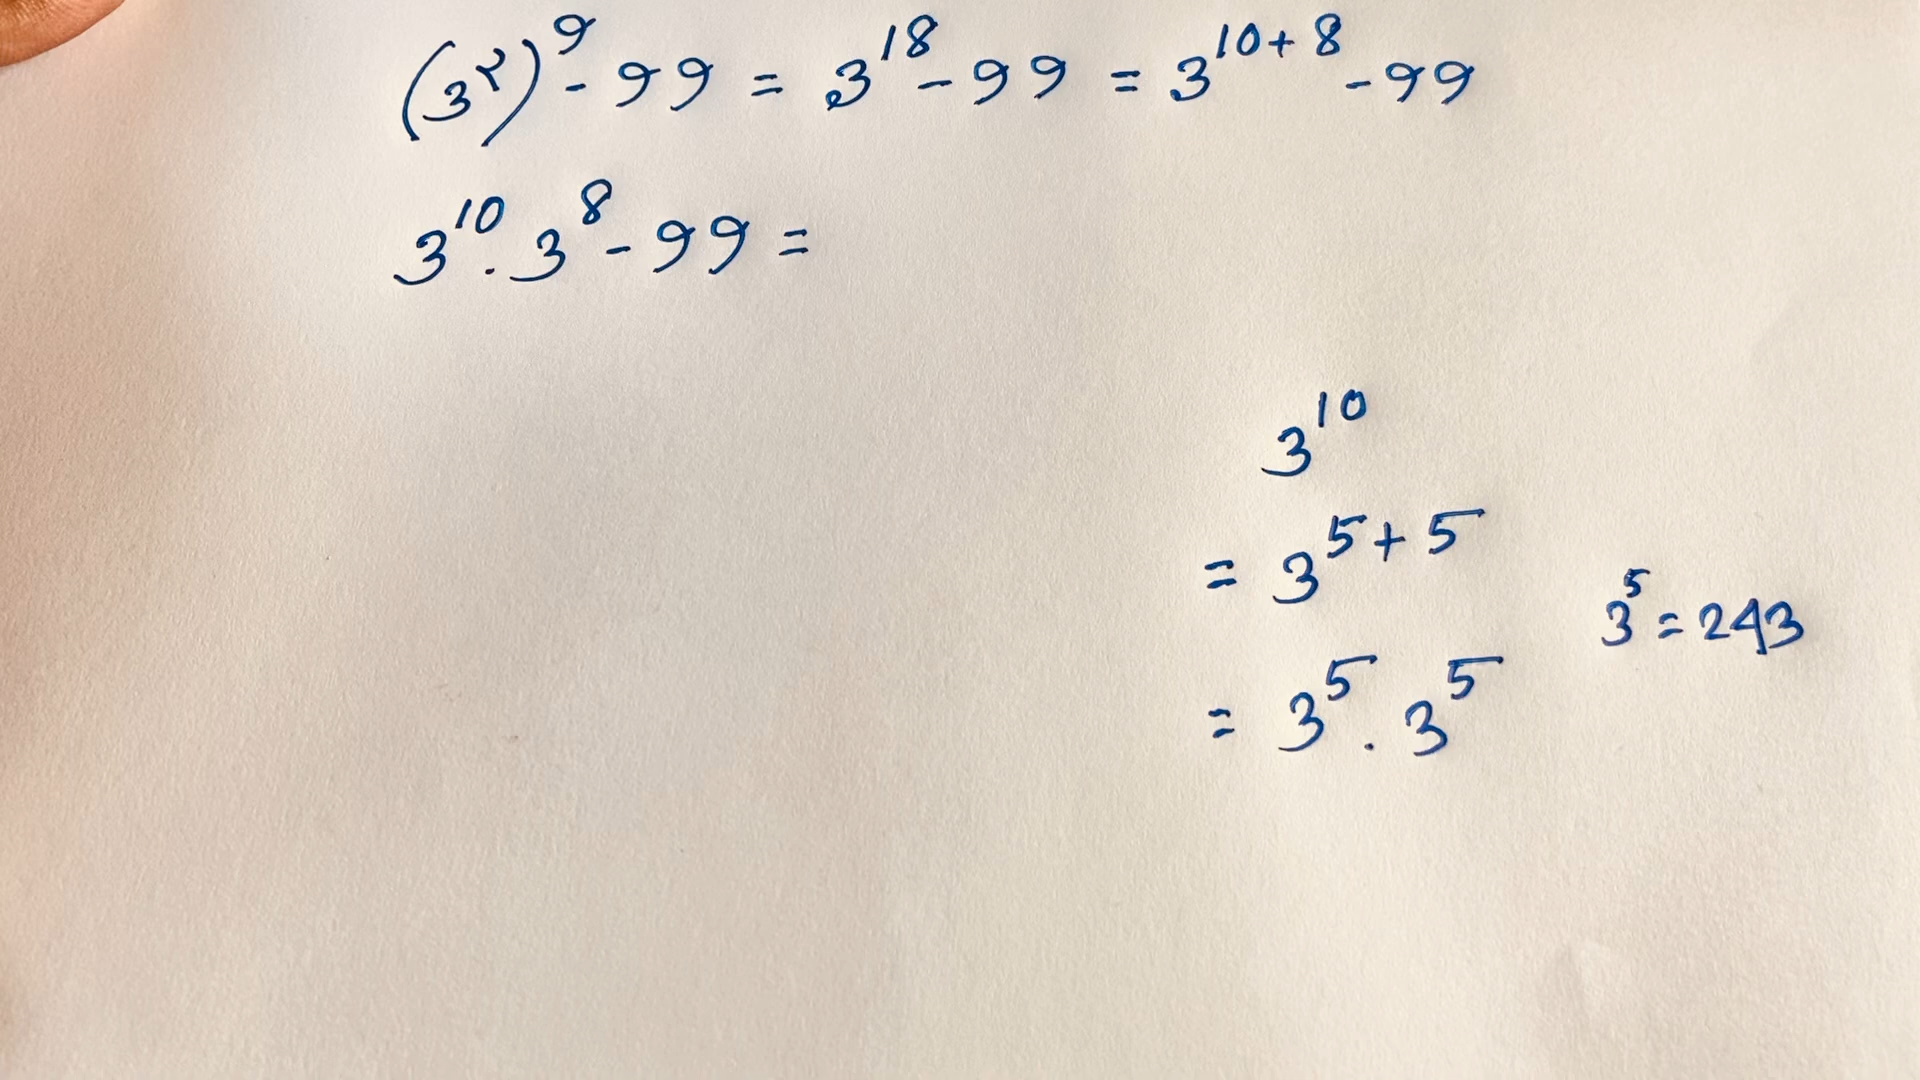 (3²)⁹ - 99 = 3¹⁸ - 99 = 3¹⁰⁺⁸ - 99
3¹⁰ . 3⁸ - 99 =
3¹⁰
= 3⁵⁺⁵
3⁵ = 243
= 3⁵ . 3⁵